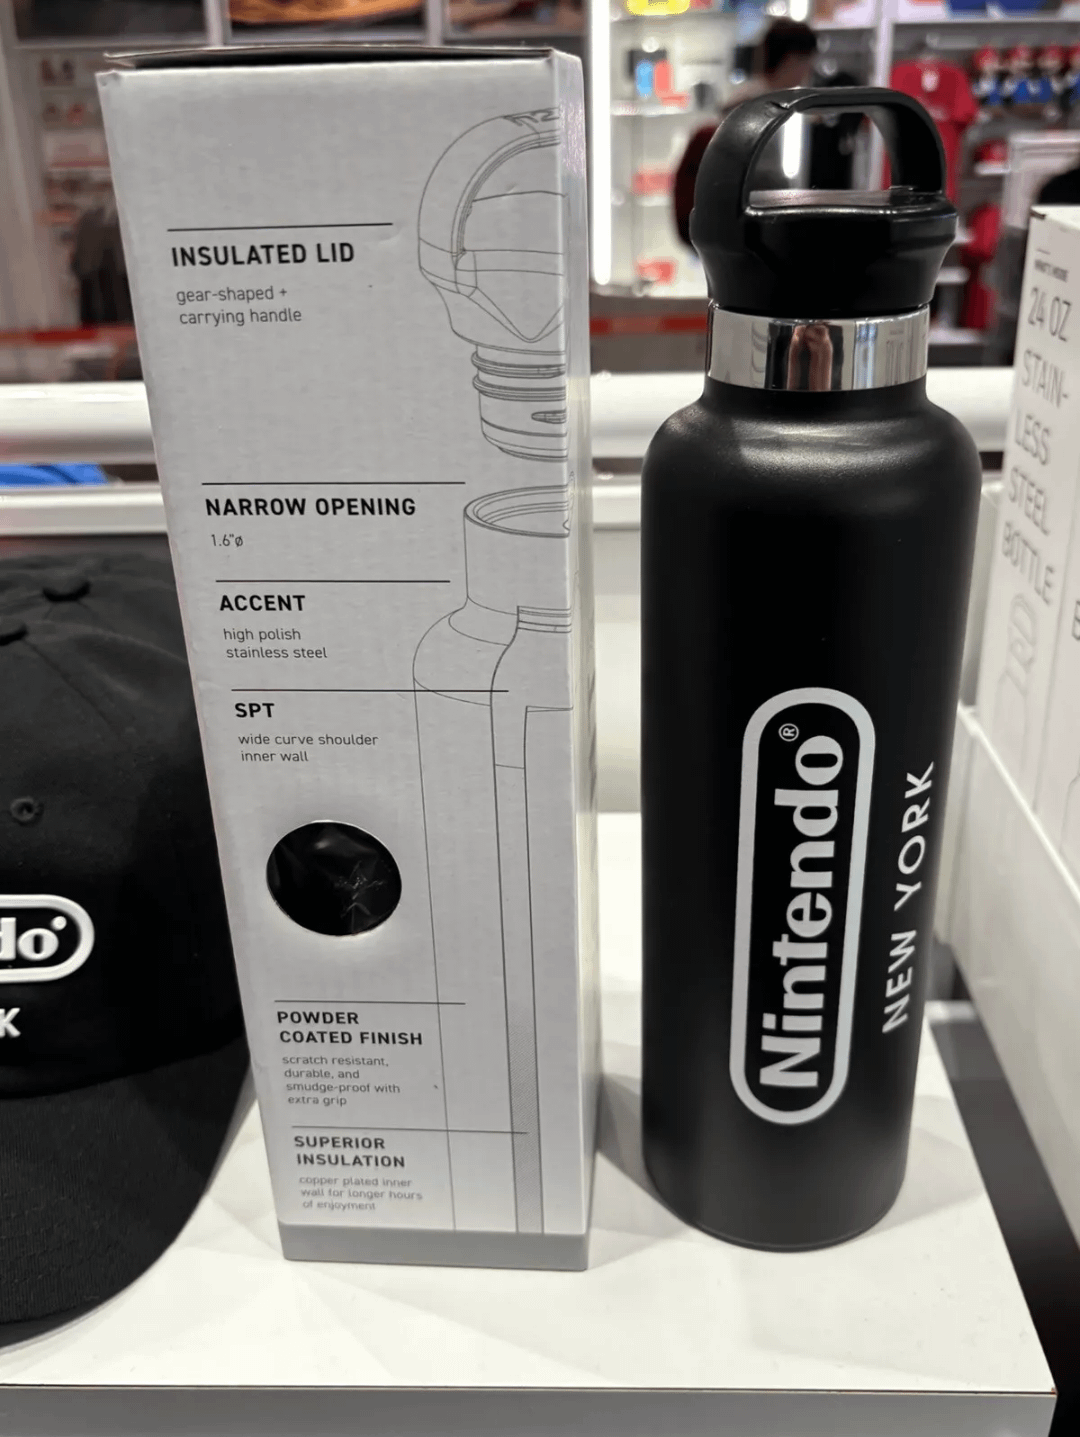 INSULATED LID
gear-shaped +
carrying handle
NARROW OPENING
1.6"ø
ACCENT
high polish
stainless steel
SPT
wide curve shoulder
inner wall
POWDER
COATED FINISH
scratch resistant,
durable, and
smudge-proof with
extra grip
SUPERIOR
INSULATION
copper plated inner
wall for longer hours
of enjoyment
Nintendo®
NEW YORK
do®
K
24 OZ
STAIN-
LESS
STEEL
BOTTLE